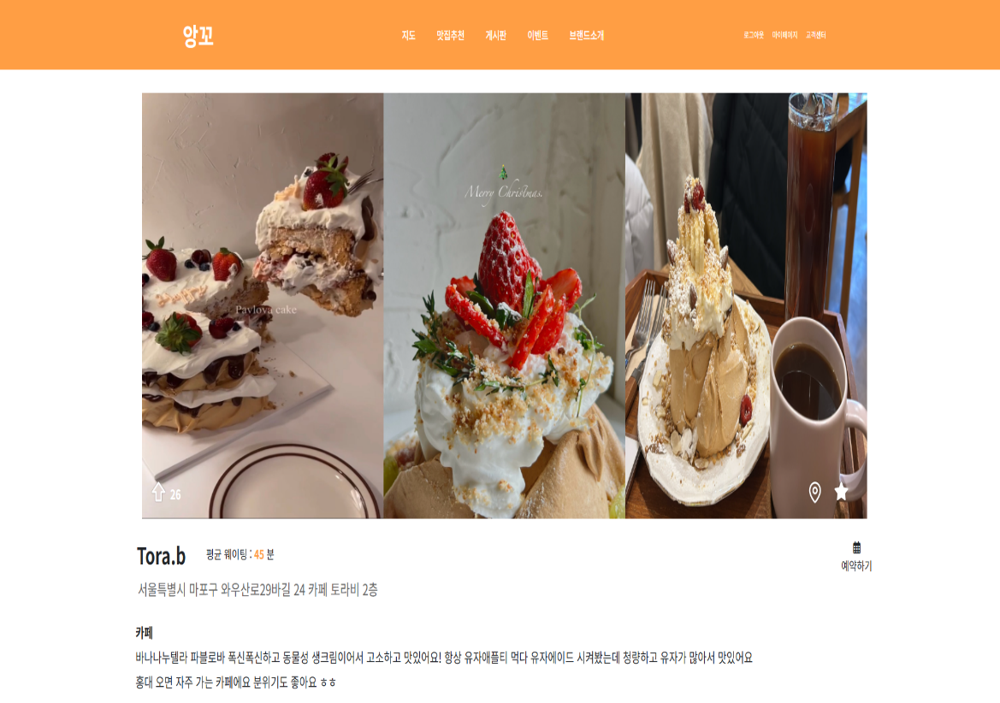 앙꼬
지도 맛집추천 게시판 이벤트 브랜드소개
로그아웃 마이페이지 고객센터
Merry Christmas.
Pavlova cake
26
Tora.b 평균 웨이팅 : 45 분
예약하기
서울특별시 마포구 와우산로29바길 24 카페 토라비 2층
카페
바나나누텔라 파블로바 폭신폭신하고 동물성 생크림이어서 고소하고 맛있어요! 항상 유자애플티 먹다 유자에이드 시켜봤는데 청량하고 유자가 많아서 맛있어요
홍대 오면 자주 가는 카페에요 분위기도 좋아요 ㅎㅎ